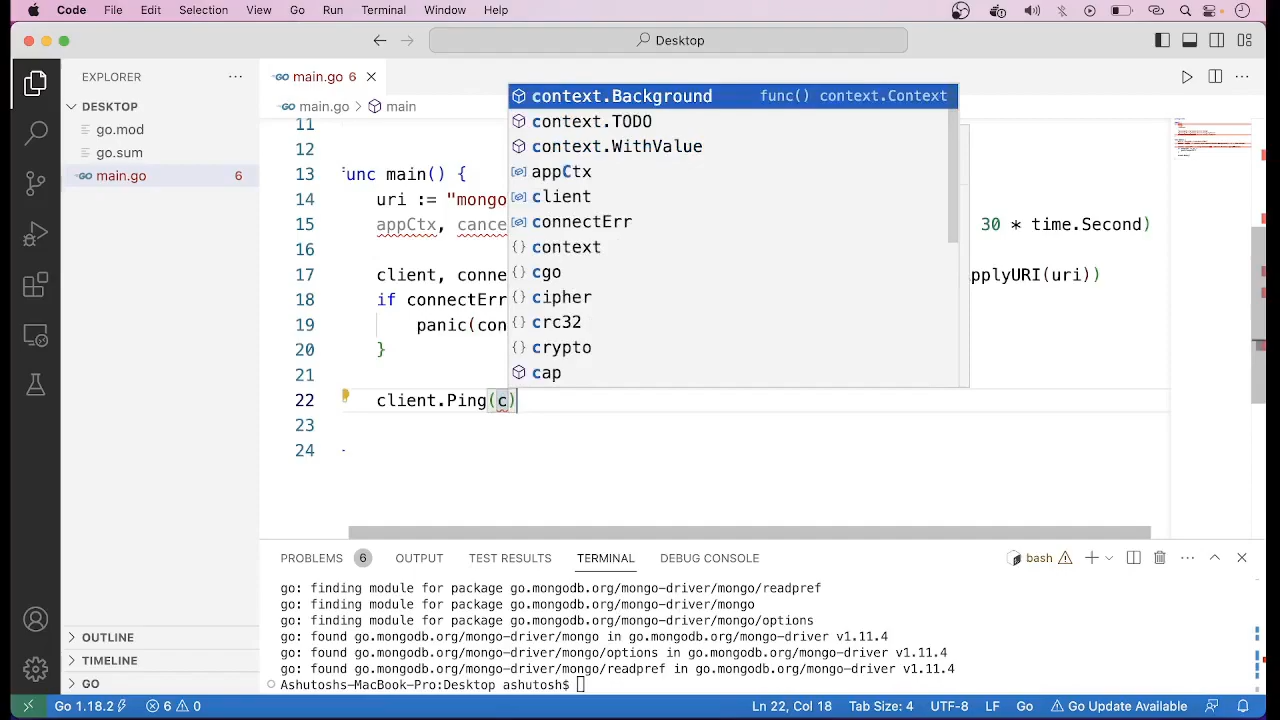 Code File Edit Selection View Go Run Terminal Window Help
Desktop
EXPLORER
main.go 6
DESKTOP
main.go > main
go.mod
go.sum
main.go 6
11
12
13 func main() {
14 uri := "mongo
15 appCtx, cance 30 * time.Second)
16
17 client, conne pplyURI(uri))
18 if connectErr
19 panic(con
20 }
21
22 client.Ping(c)
23
24
context.Background func() context.Context
context.TODO
context.WithValue
appCtx
client
connectErr
context
cgo
cipher
crc32
crypto
cap
PROBLEMS 6 OUTPUT TEST RESULTS TERMINAL DEBUG CONSOLE
bash
go: finding module for package go.mongodb.org/mongo-driver/mongo/readpref
go: finding module for package go.mongodb.org/mongo-driver/mongo
go: finding module for package go.mongodb.org/mongo-driver/mongo/options
go: found go.mongodb.org/mongo-driver/mongo in go.mongodb.org/mongo-driver v1.11.4
go: found go.mongodb.org/mongo-driver/mongo/options in go.mongodb.org/mongo-driver v1.11.4
go: found go.mongodb.org/mongo-driver/mongo/readpref in go.mongodb.org/mongo-driver v1.11.4
Ashutoshs-MacBook-Pro:Desktop ashutosh$
OUTLINE
TIMELINE
GO
Go 1.18.2 6 0 Ln 22, Col 18 Tab Size: 4 UTF-8 LF Go Go Update Available